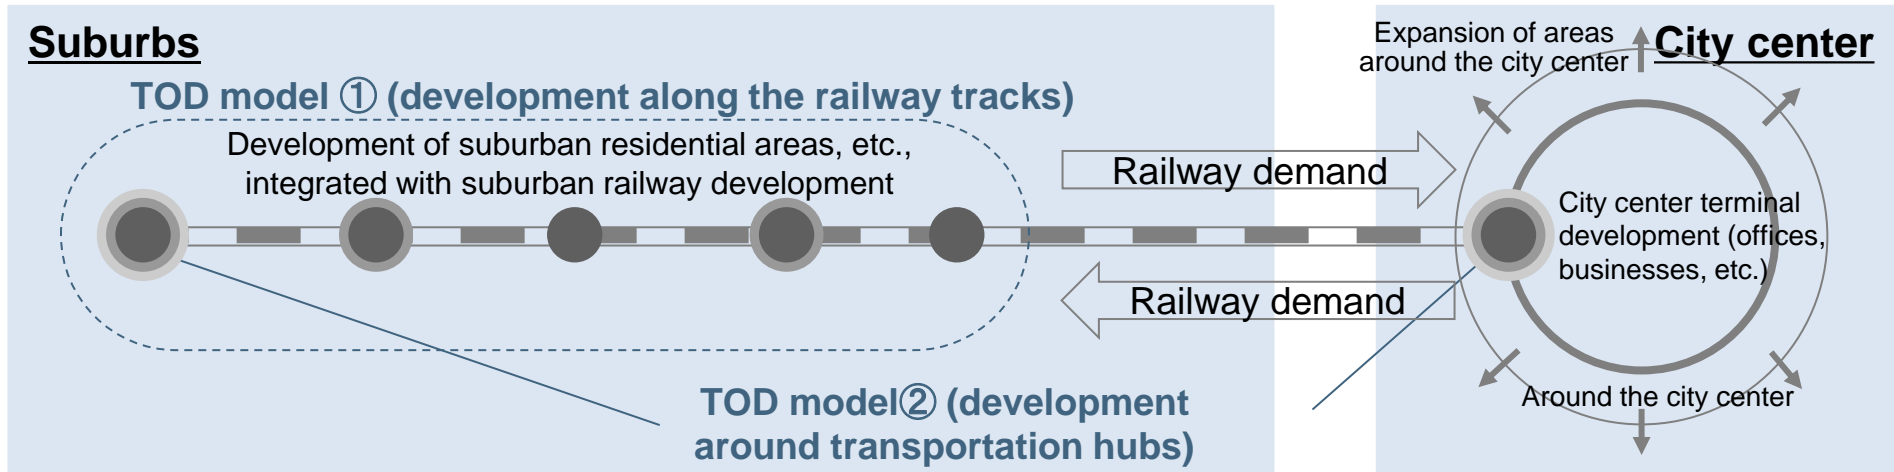 Suburbs
TOD model ① (development along the railway tracks)
Development of suburban residential areas, etc.,
integrated with suburban railway development
Railway demand
Railway demand
TOD model② (development
around transportation hubs)
Expansion of areas
around the city center
City center
City center terminal
development (offices,
businesses, etc.)
Around the city center